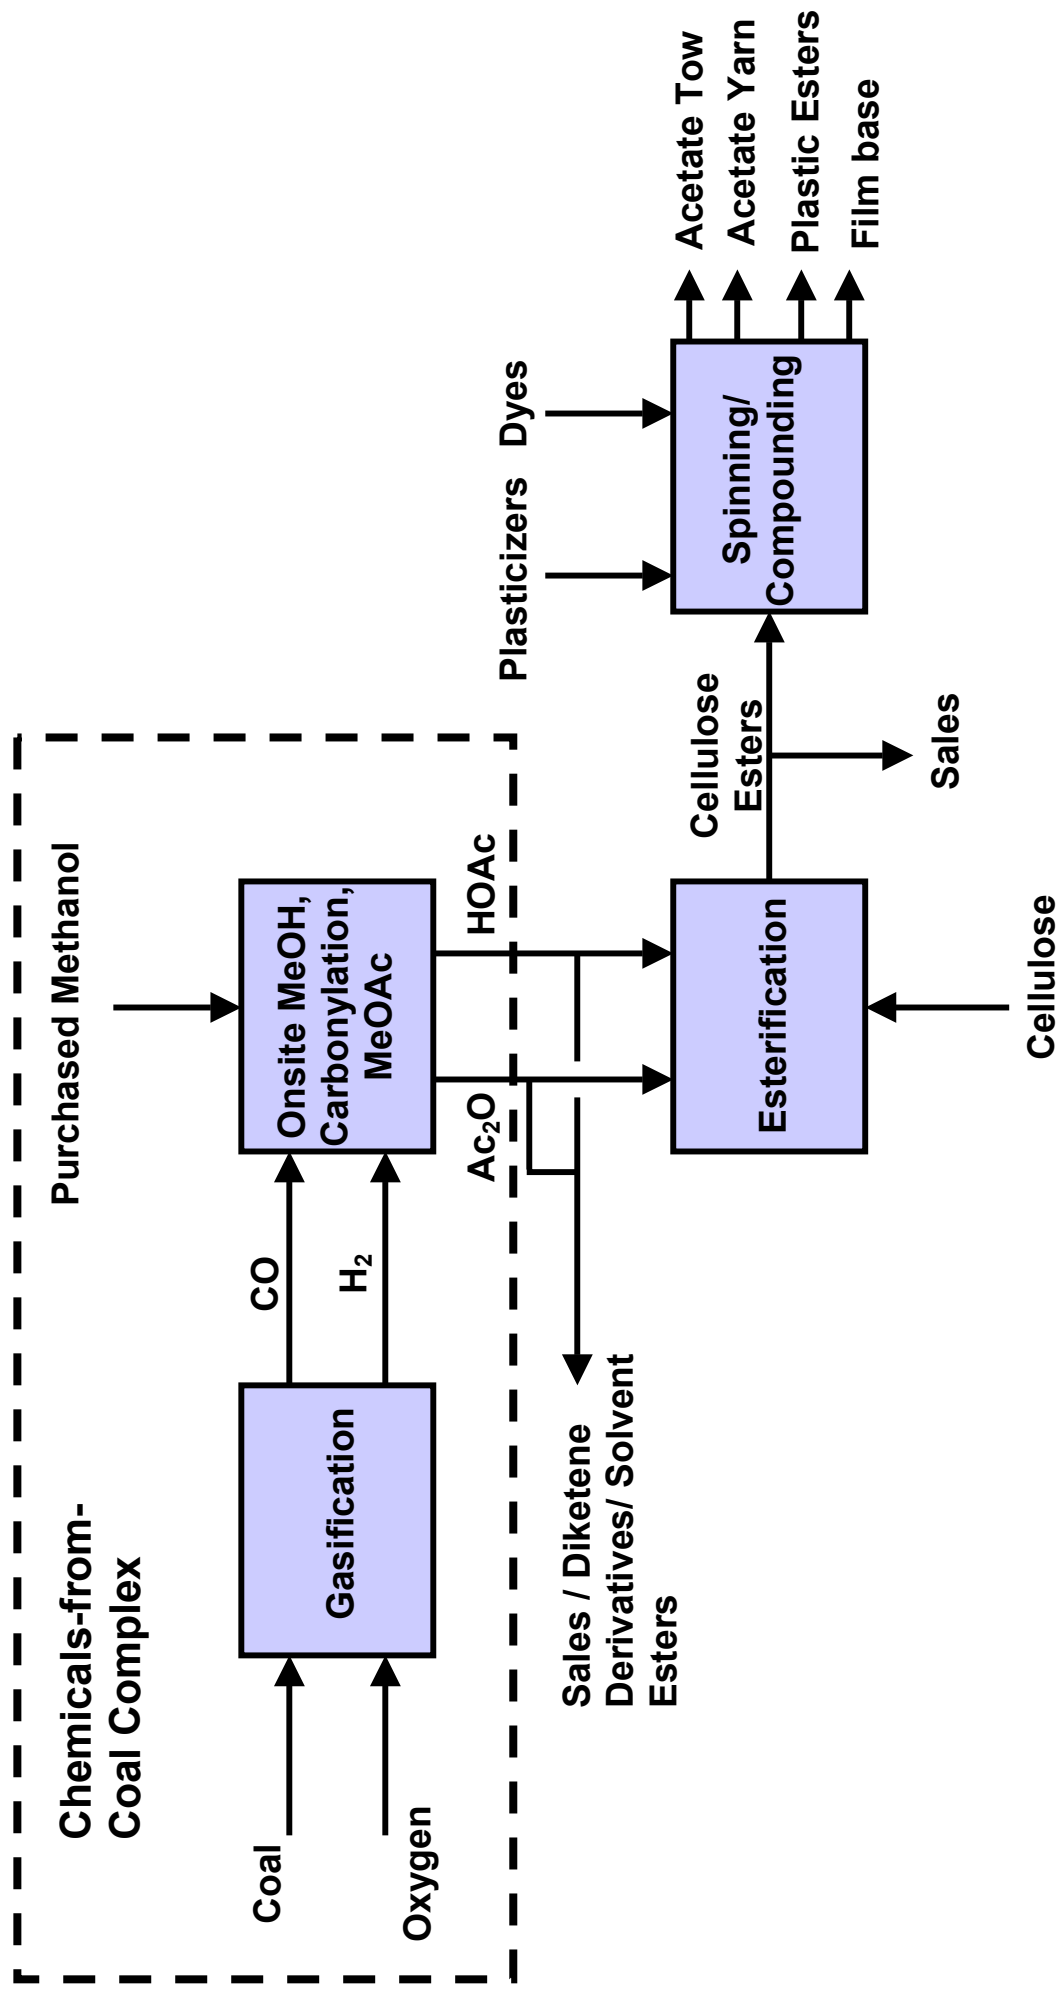 Chemicals-from-
Coal Complex
Purchased Methanol
Coal
Oxygen
Gasification
CO
H₂
Onsite MeOH,
Carbonylation,
MeOAc
Ac₂O
HOAc
Sales / Diketene
Derivatives/ Solvent
Esters
Esterification
Cellulose
Cellulose
Esters
Sales
Plasticizers
Dyes
Spinning/
Compounding
Acetate Tow
Acetate Yarn
Plastic Esters
Film base